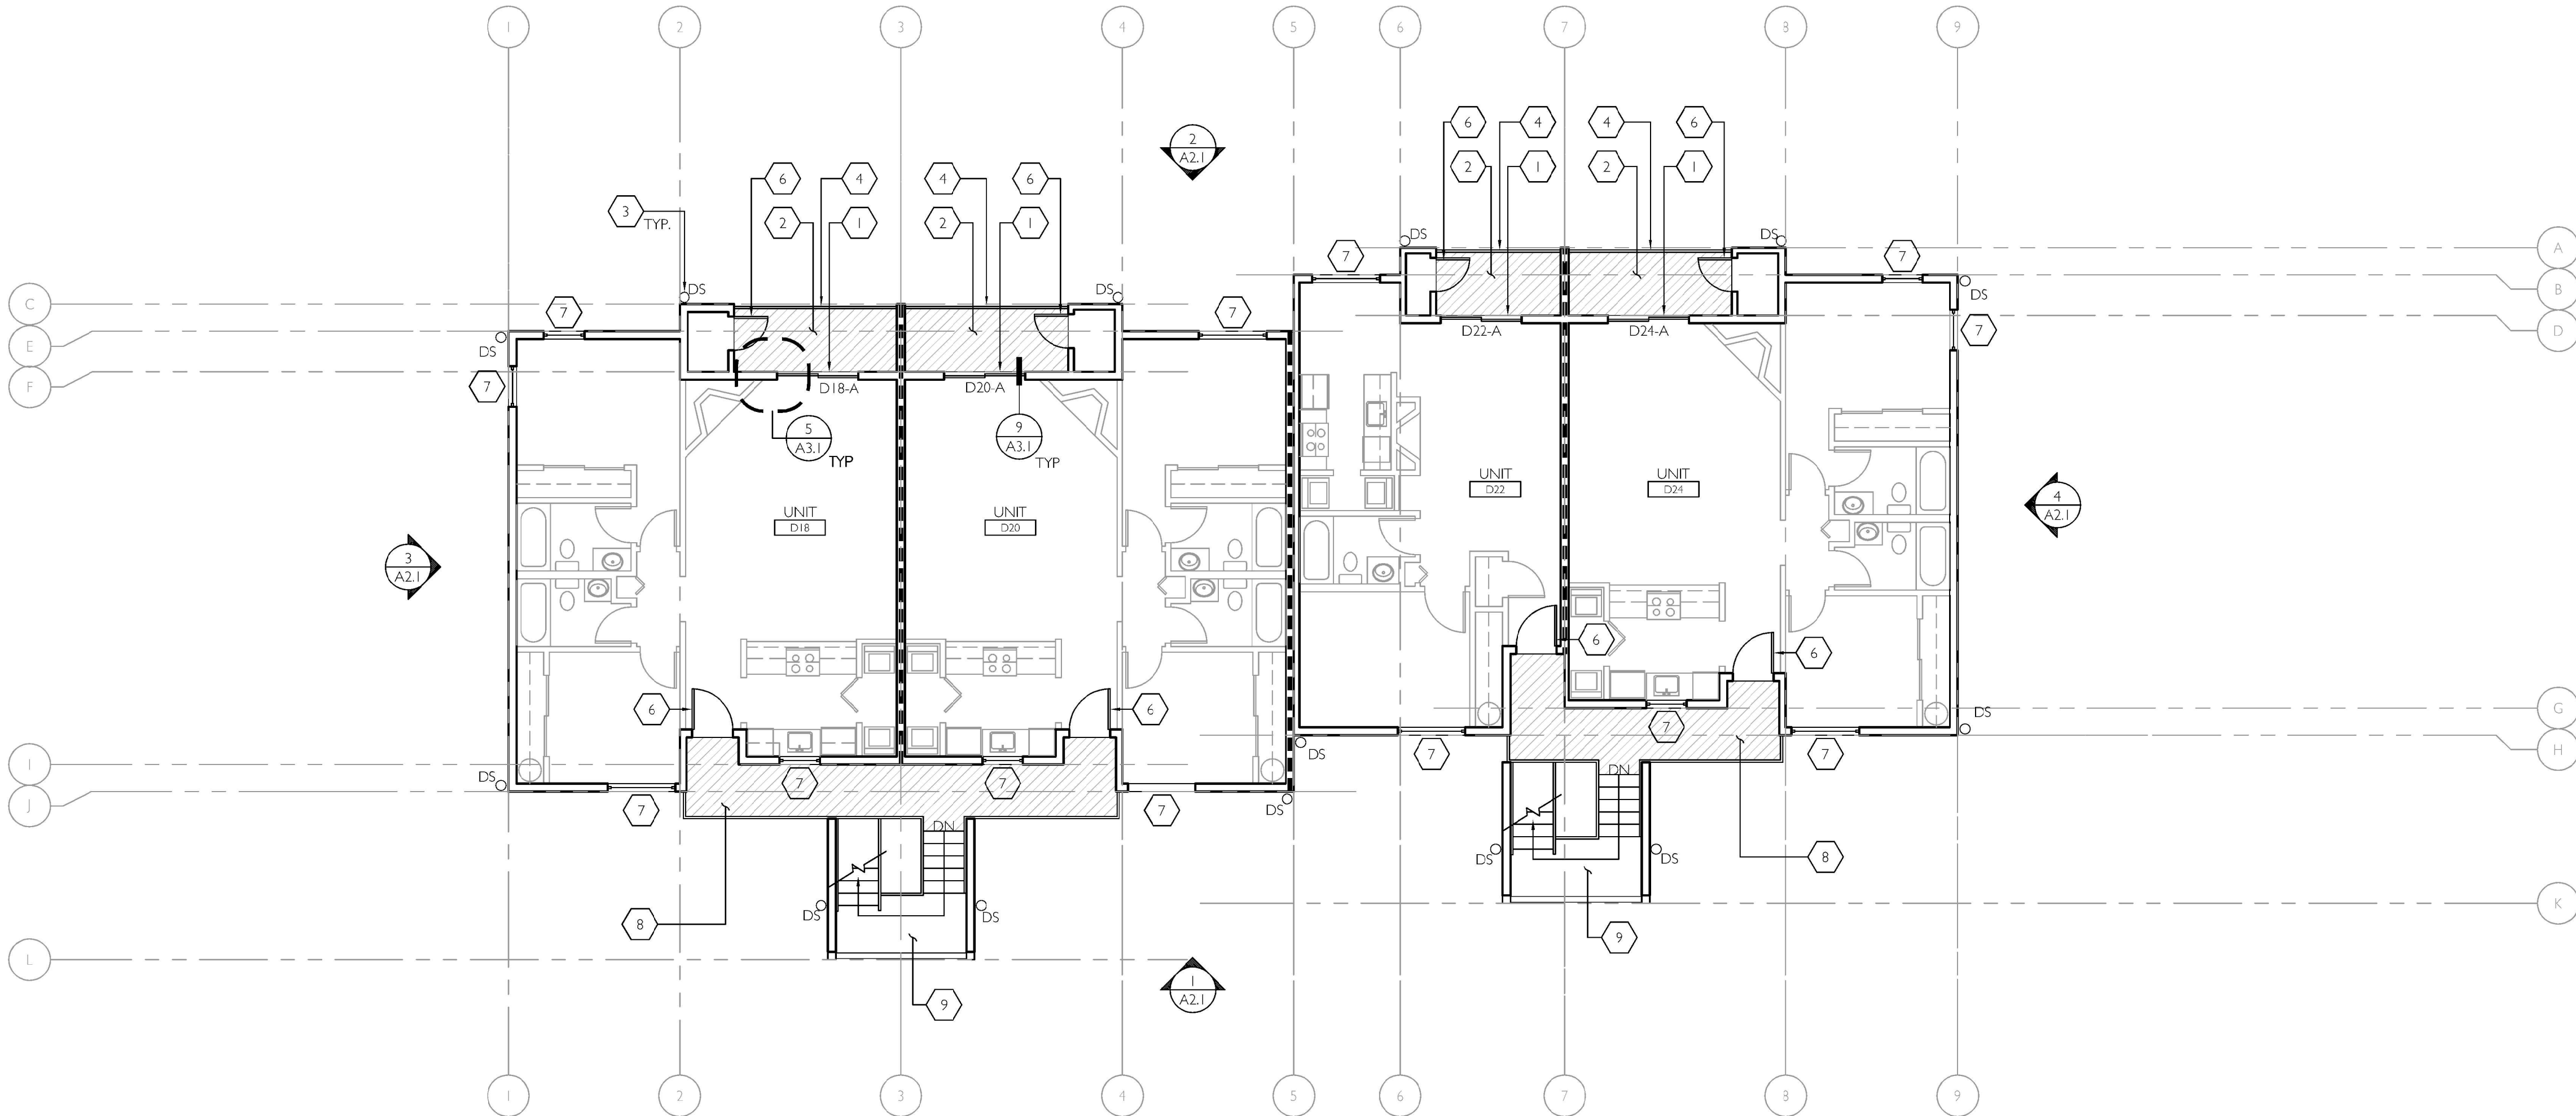 1 2 3 4 5 6 7 8 9
6 4 4 6
2
A2.1
2 1 2 1
6 4 4 6
3
TYP.
2 1 2 1
DS DS
A
7 7
B
DS DS
DS
C
7 7
D22-A D24-A
7
D
E
DS
7
F
D18-A D20-A
5
A3.1
TYP
9
A3.1
TYP
UNIT
D22
UNIT
D24
4
A2.1
UNIT
D18
UNIT
D20
3
A2.1
6 6
6 6
G
DS
7
H
DS
7 7
I
DN
7 7
DS
J
7 7
DS
DN
DS DS
8
K
DS DS
8
9
L
1
A2.1
9
1 2 3 4 5 6 7 8 9